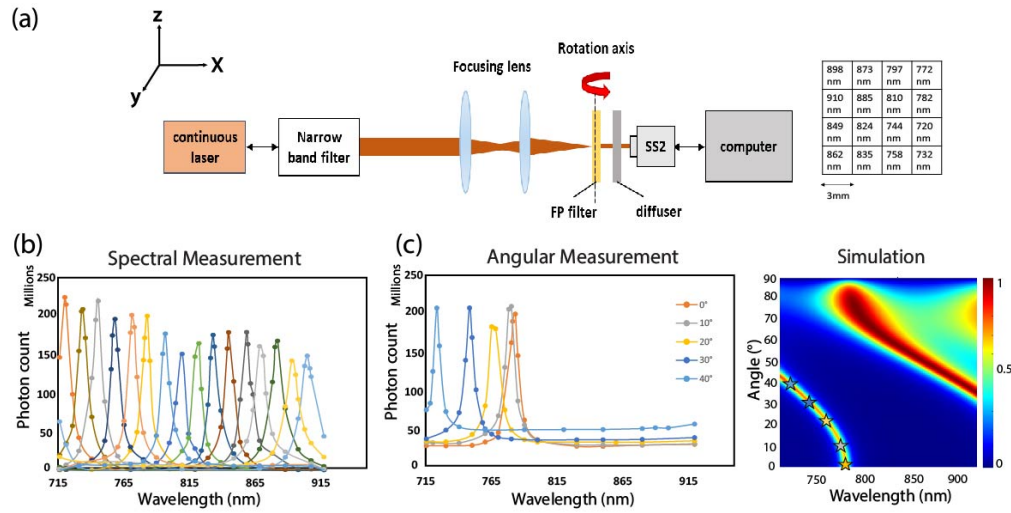 (a)
z
x
y
continuous
laser
Narrow
band filter
Focusing lens
Rotation axis
FP filter
diffuser
SS2
computer
898 nm 873 nm 797 nm 772 nm
910 nm 885 nm 810 nm 782 nm
849 nm 824 nm 744 nm 720 nm
862 nm 835 nm 758 nm 732 nm
3mm
(b)
Spectral Measurement
Millions
Photon count
250
200
150
100
50
0
715 765 815 865 915
Wavelength (nm)
(c)
Angular Measurement
Millions
Photon count
250
200
150
100
50
0
0°
10°
20°
30°
40°
715 765 815 865 915
Wavelength (nm)
Simulation
Angle (°)
90
80
70
60
50
40
30
20
10
0
750 800 850 900
Wavelength (nm)
1
0.5
0